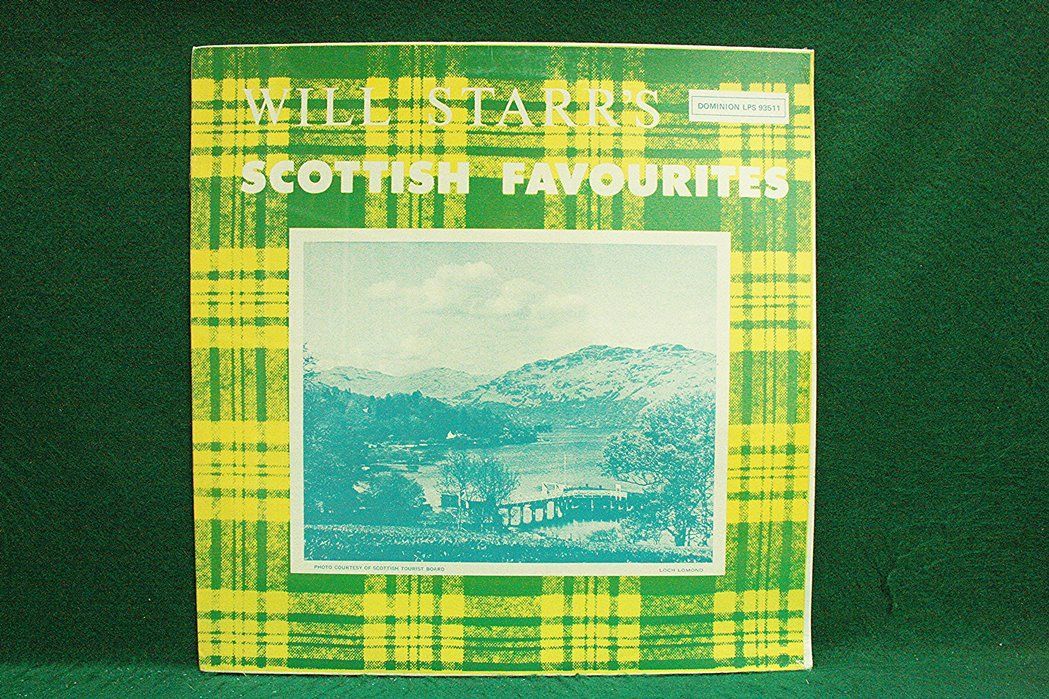 WILL STARR'S
DOMINION LPS 93511
SCOTTISH FAVOURITES
PHOTO COURTESY OF SCOTTISH TOURIST BOARD
LOCH LOMOND